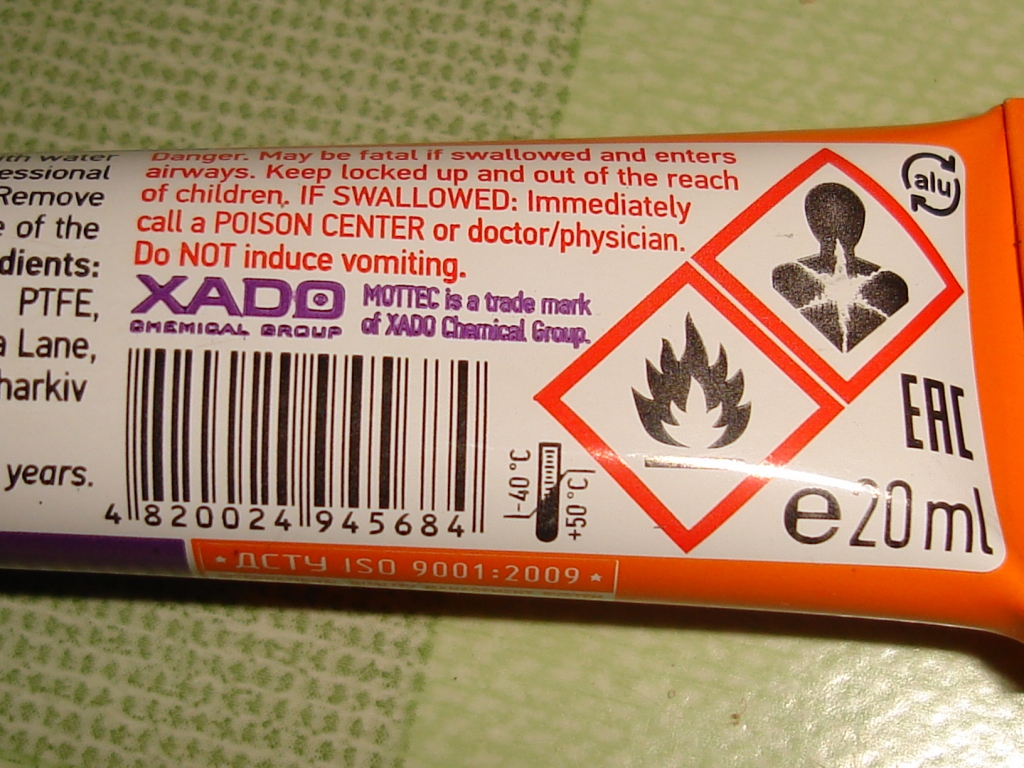 water
Remove
e of the
dients:
PTFE,
Lane,
years.
Danger. May be fatal if swallowed and enters
airways. Keep locked up and out of the reach
of children. IF SWALLOWED: Immediately
call a POISON CENTER or doctor/physician.
Do NOT induce vomiting.
XADO
CHEMICAL GROUP
MOTTEC is a trade mark
of XADO Chemical Group.
4 820024 945684
-40°C
+50°C
alu
EAC
e 20 ml
* ДСТУ ISO 9001:2009 *